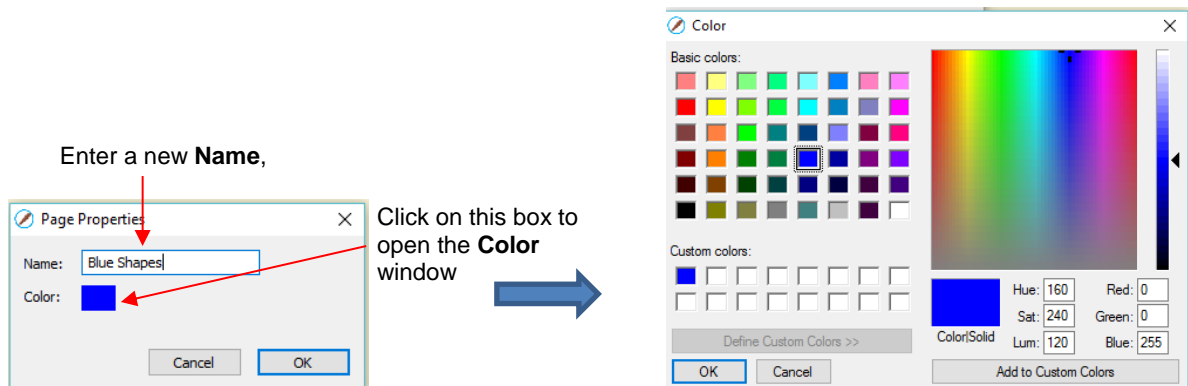 Enter a new Name,
Page Properties
Name: Blue Shapes
Color:
Cancel OK
Click on this box to
open the Color
window
Color
Basic colors:
Custom colors:
Define Custom Colors >>
OK Cancel
Color|Solid
Hue: 160 Red: 0
Sat: 240 Green: 0
Lum: 120 Blue: 255
Add to Custom Colors